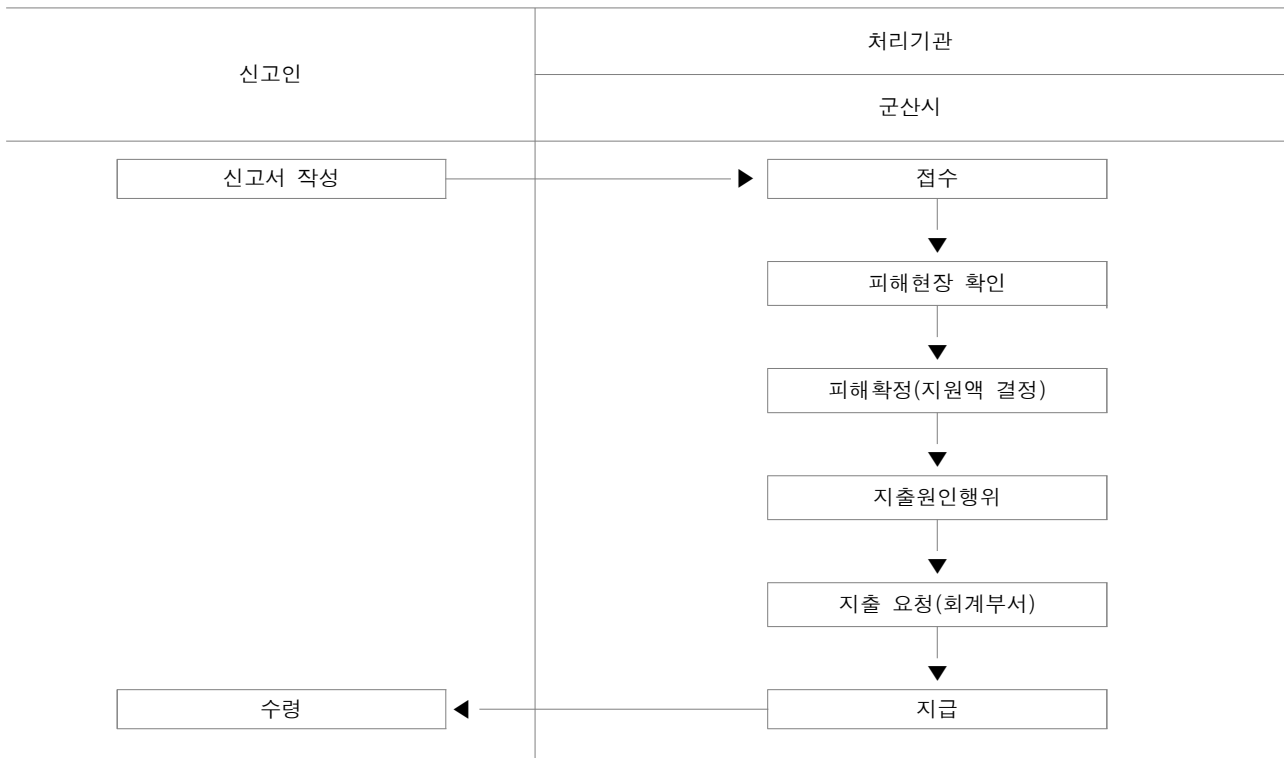 신고인
처리기관
군산시
신고서 작성
접수
피해현장 확인
피해확정(지원액 결정)
지출원인행위
지출 요청(회계부서)
수령
지급